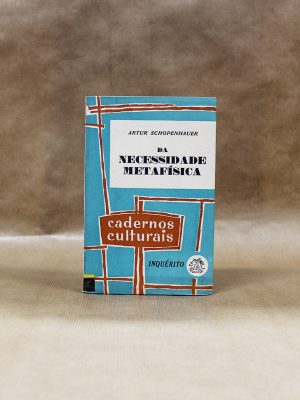 ARTUR SCHOPENHAUER
DA
NECESSIDADE
METAFÍSICA
cadernos
culturais
INQUÉRITO